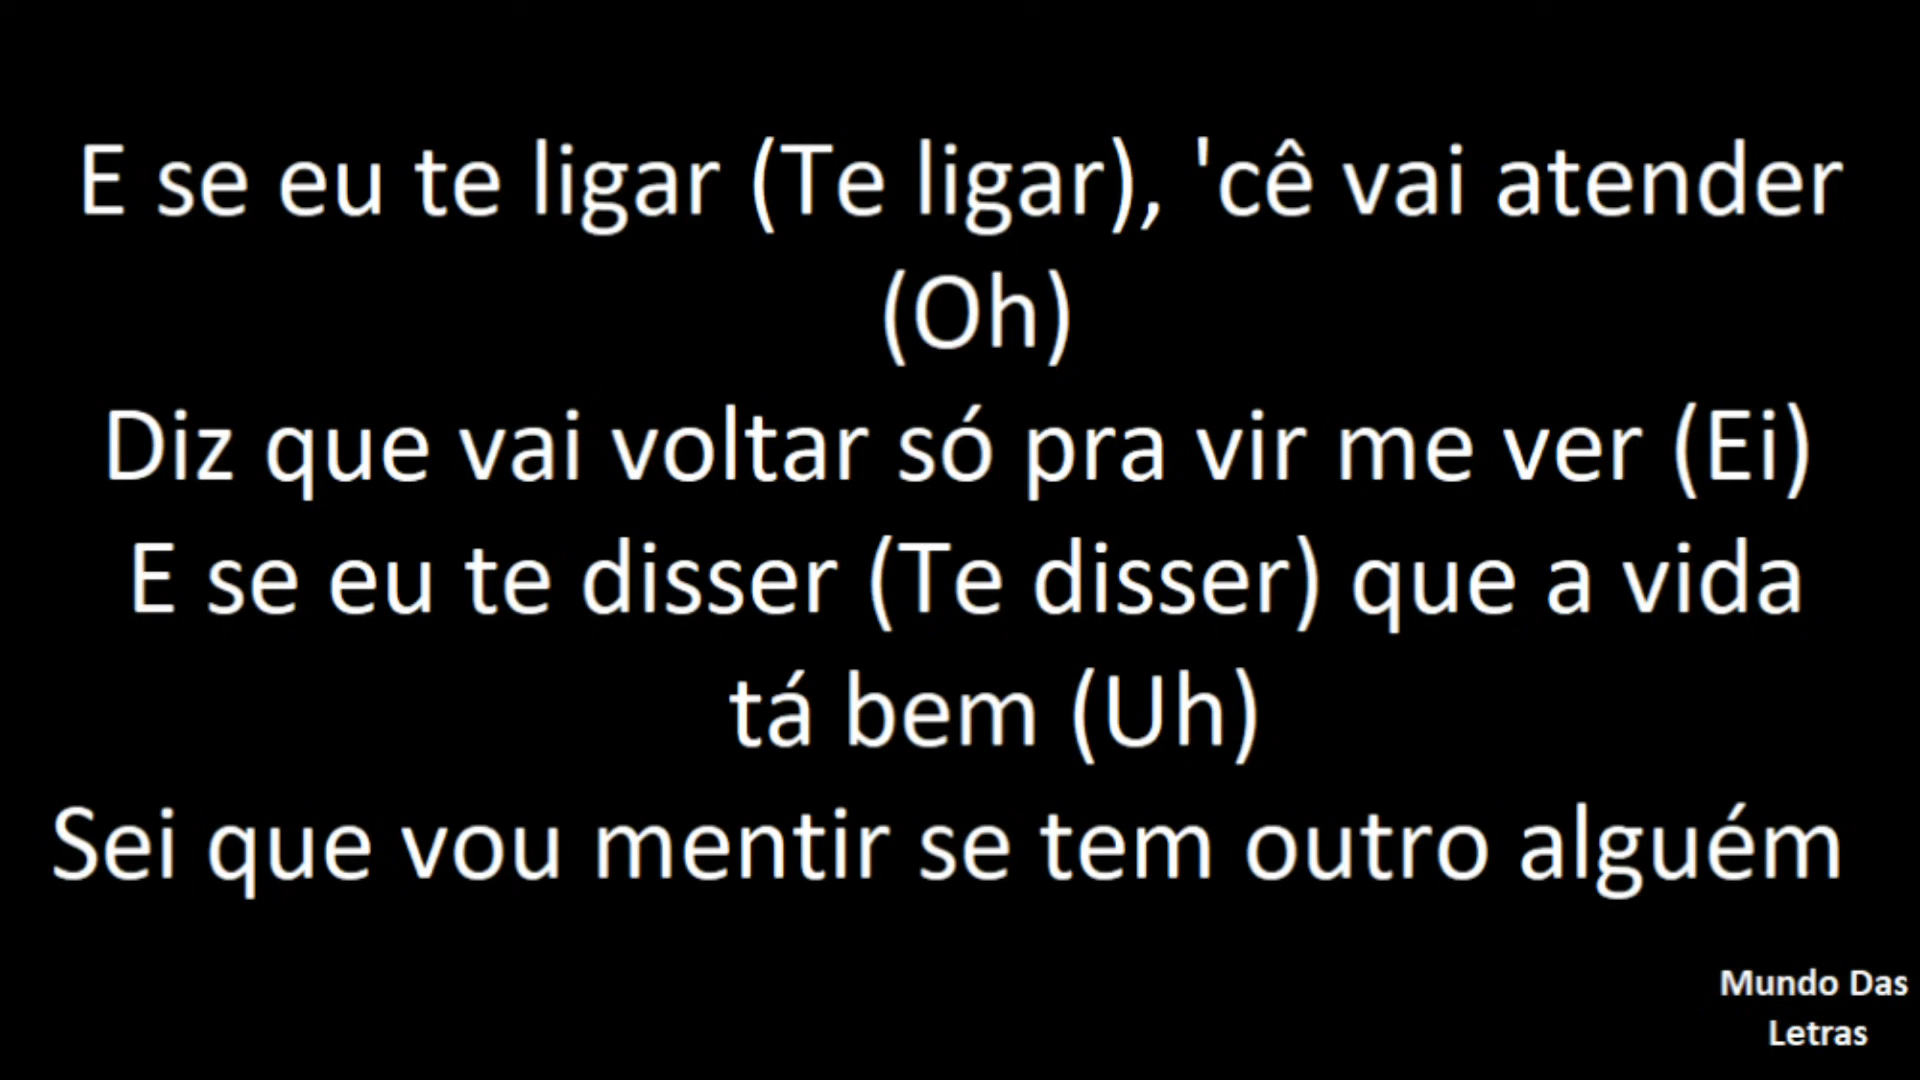 E se eu te ligar (Te ligar), 'cê vai atender
(Oh)
Diz que vai voltar só pra vir me ver (Ei)
E se eu te disser (Te disser) que a vida
tá bem (Uh)
Sei que vou mentir se tem outro alguém
Mundo Das
Letras